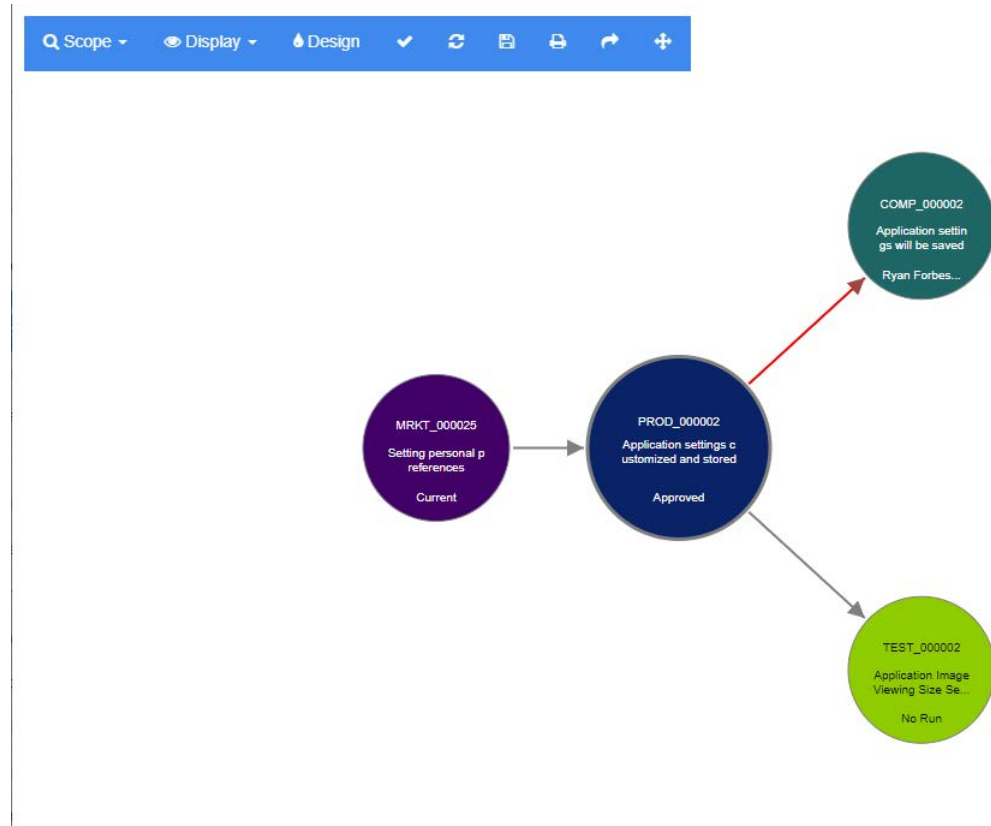 Scope
Display
Design
COMP_000002
Application settin
gs will be saved
Ryan Forbes...
MRKT_000025
Setting personal p
references
Current
PROD_000002
Application settings c
ustomized and stored
Approved
TEST_000002
Application Image
Viewing Size Se...
No Run